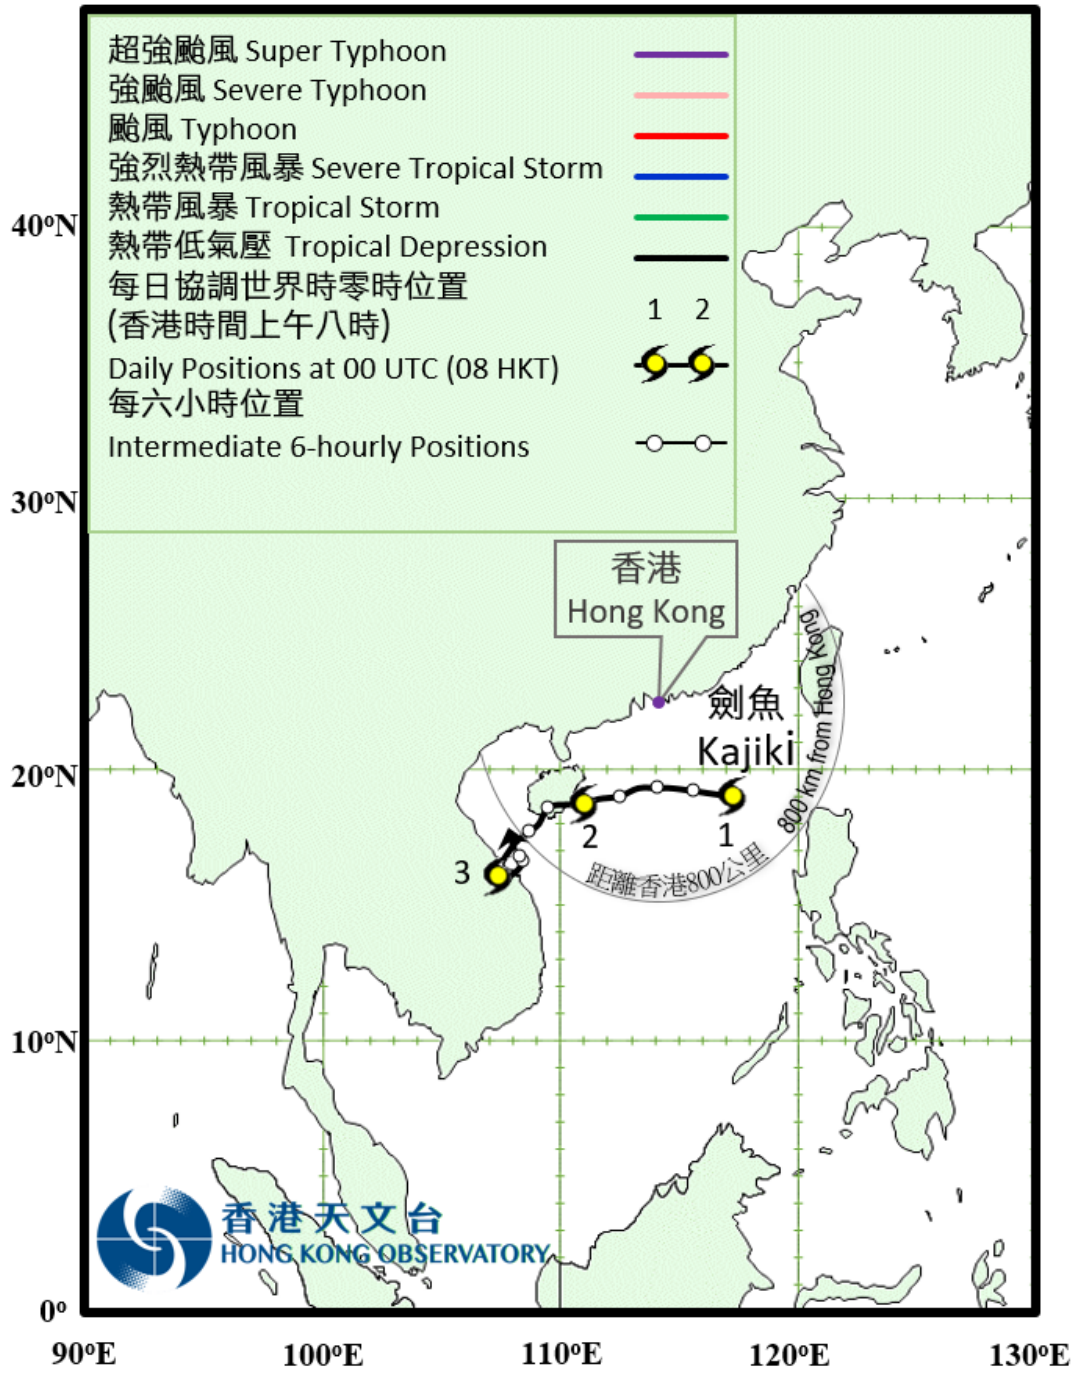 超強颱風 Super Typhoon
強颱風 Severe Typhoon
颱風 Typhoon
強烈熱帶風暴 Severe Tropical Storm
熱帶風暴 Tropical Storm
熱帶低氣壓 Tropical Depression
每日協調世界時零時位置
(香港時間上午八時)
1 2
Daily Positions at 00 UTC (08 HKT)
每六小時位置
Intermediate 6-hourly Positions
40ºN
30ºN
香港
Hong Kong
劍魚
Kajiki
20ºN
800 km from Hong Kong
距離香港800公里
1
2
3
10ºN
香港天文台
HONG KONG OBSERVATORY
0º
90ºE
100ºE
110ºE
120ºE
130ºE